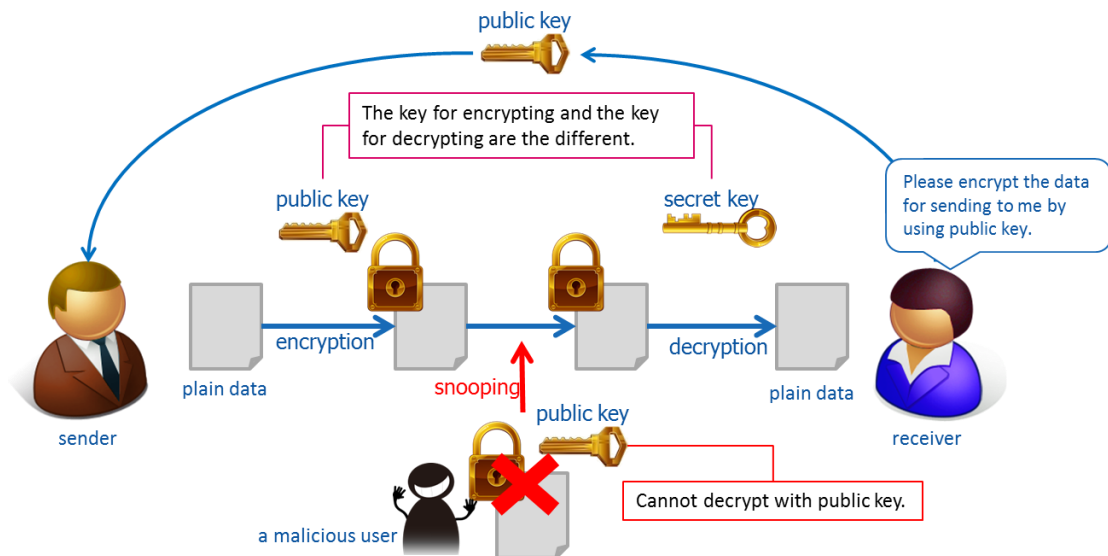 public key
The key for encrypting and the key
for decrypting are the different.
public key
secret key
Please encrypt the data
for sending to me by
using public key.
encryption
decryption
snooping
plain data
plain data
sender
public key
receiver
Cannot decrypt with public key.
a malicious user